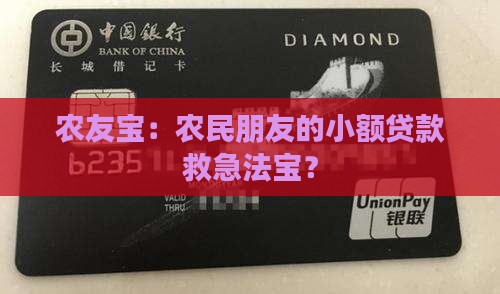 中国银行
BANK OF CHINA
DIAMOND
长城借记卡
农友宝：农民朋友的小额贷款
救急法宝？
6235
VALID
THRU
UnionPay
银联